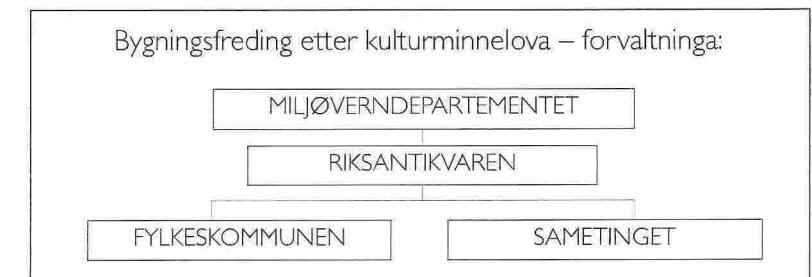 Bygningsfreding etter kulturminnelova – forvaltninga:
MILJØVERNDEPARTEMENTET
RIKSANTIKVAREN
FYLKESKOMMUNEN
SAMETINGET